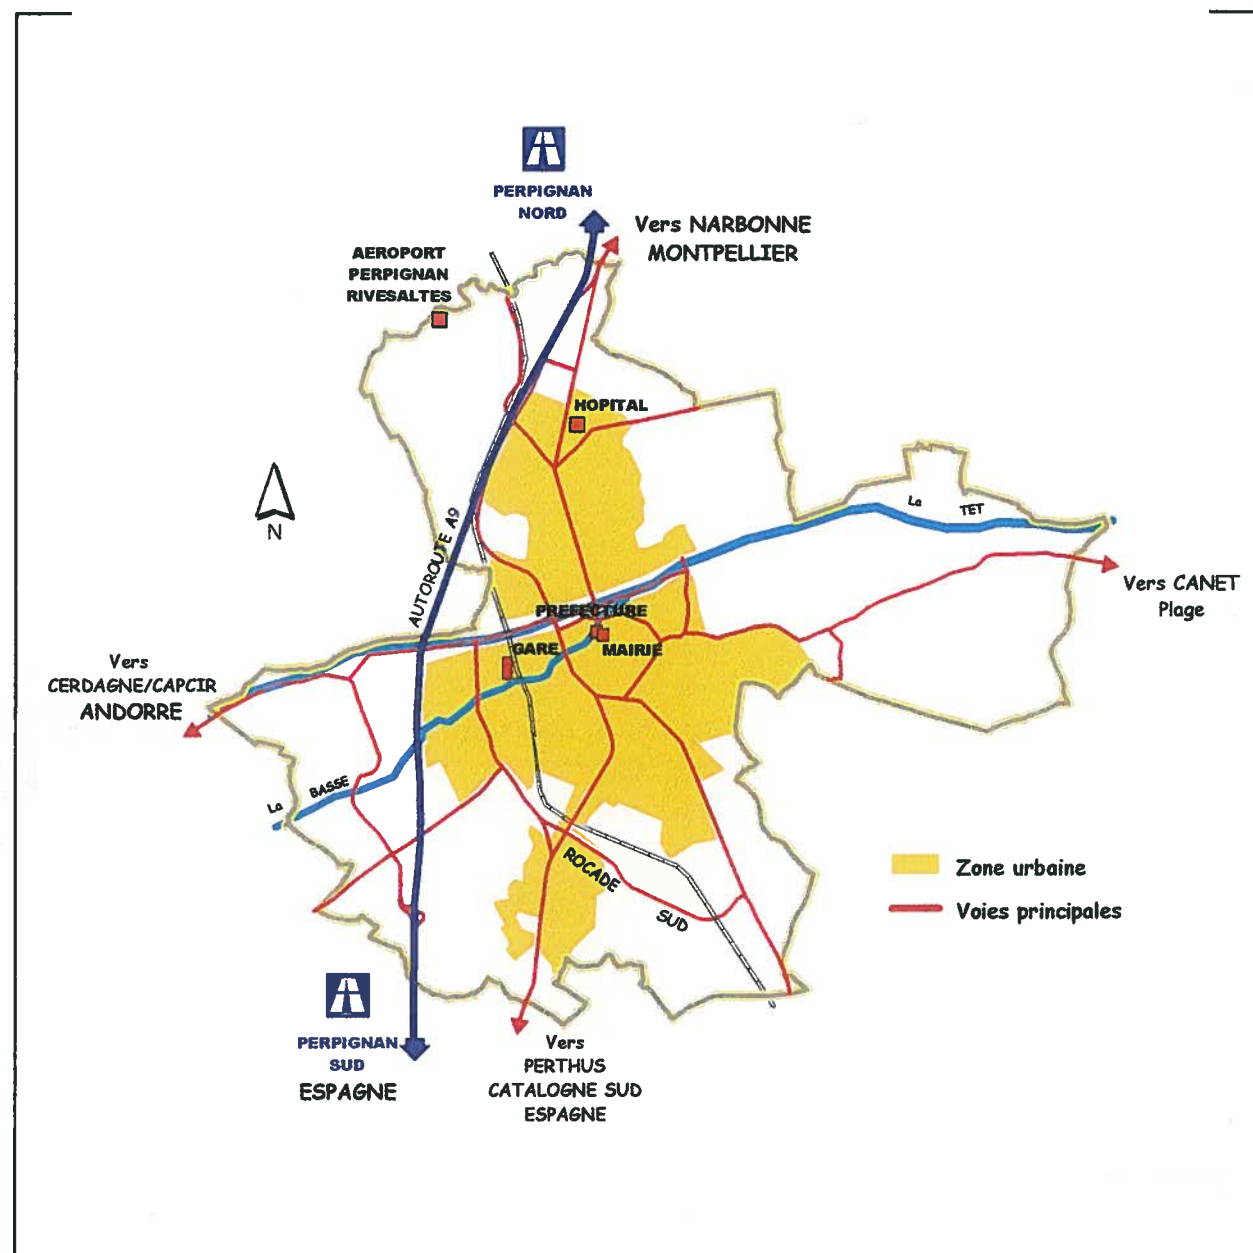 PERPIGNAN
NORD
Vers NARBONNE
MONTPELLIER
AEROPORT
PERPIGNAN
RIVESALTES
HOPITAL
N
AUTOROUTE A9
La TET
Vers CANET
Plage
PREFECTURE
GARE
MAIRIE
Vers
CERDAGNE/CAPCIR
ANDORRE
La BASSE
ROCADE SUD
Zone urbaine
Voies principales
PERPIGNAN
SUD
ESPAGNE
Vers
PERTHUS
CATALOGNE SUD
ESPAGNE